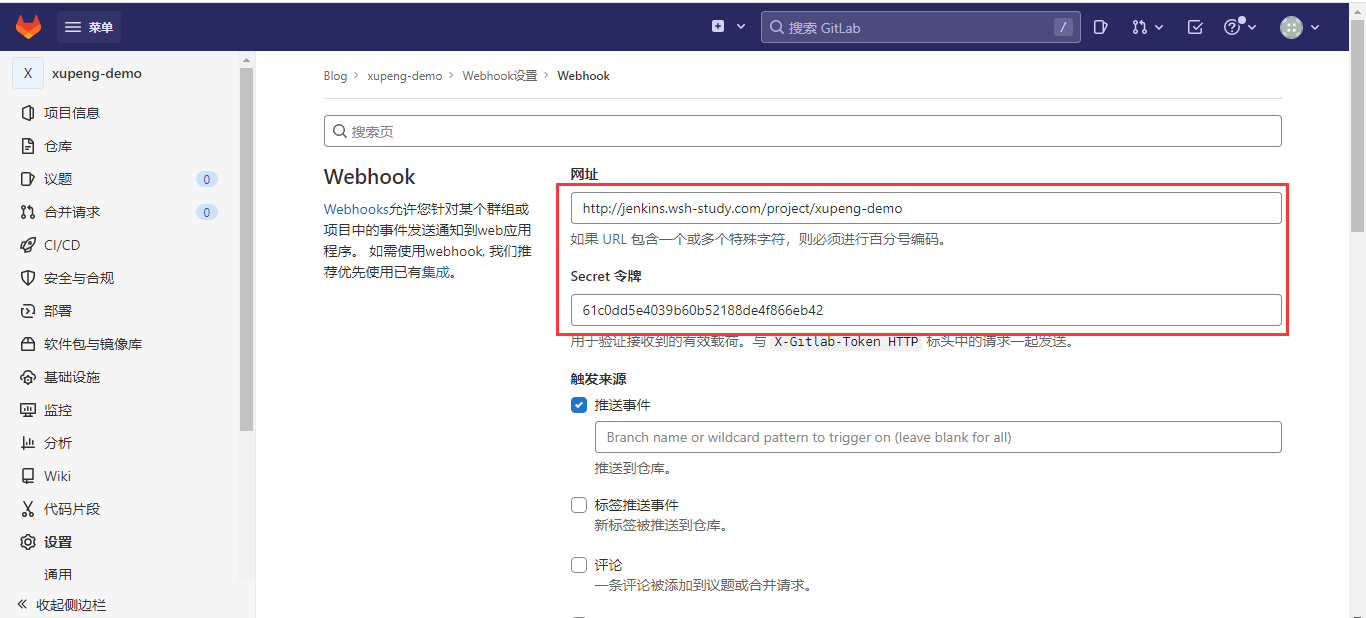 菜单
搜索 GitLab
/
X
xupeng-demo
项目信息
仓库
议题
0
合并请求
0
CI/CD
安全与合规
部署
软件包与镜像库
基础设施
监控
分析
Wiki
代码片段
设置
通用
收起侧边栏
Blog > xupeng-demo > Webhook设置 > Webhook
搜索页
Webhook
Webhooks允许您针对某个群组或
项目中的事件发送通知到web应用
程序。 如需使用webhook, 我们推
荐优先使用已有集成。
网址
http://jenkins.wsh-study.com/project/xupeng-demo
如果 URL 包含一个或多个特殊字符，则必须进行百分号编码。
Secret 令牌
61c0dd5e4039b60b52188de4f866eb42
用于验证接收到的有效载荷。与 X-Gitlab-Token HTTP 标头中的请求一起发送。
触发来源
推送事件
Branch name or wildcard pattern to trigger on (leave blank for all)
推送到仓库。
标签推送事件
新标签被推送到仓库。
评论
一条评论被添加到议题或合并请求。